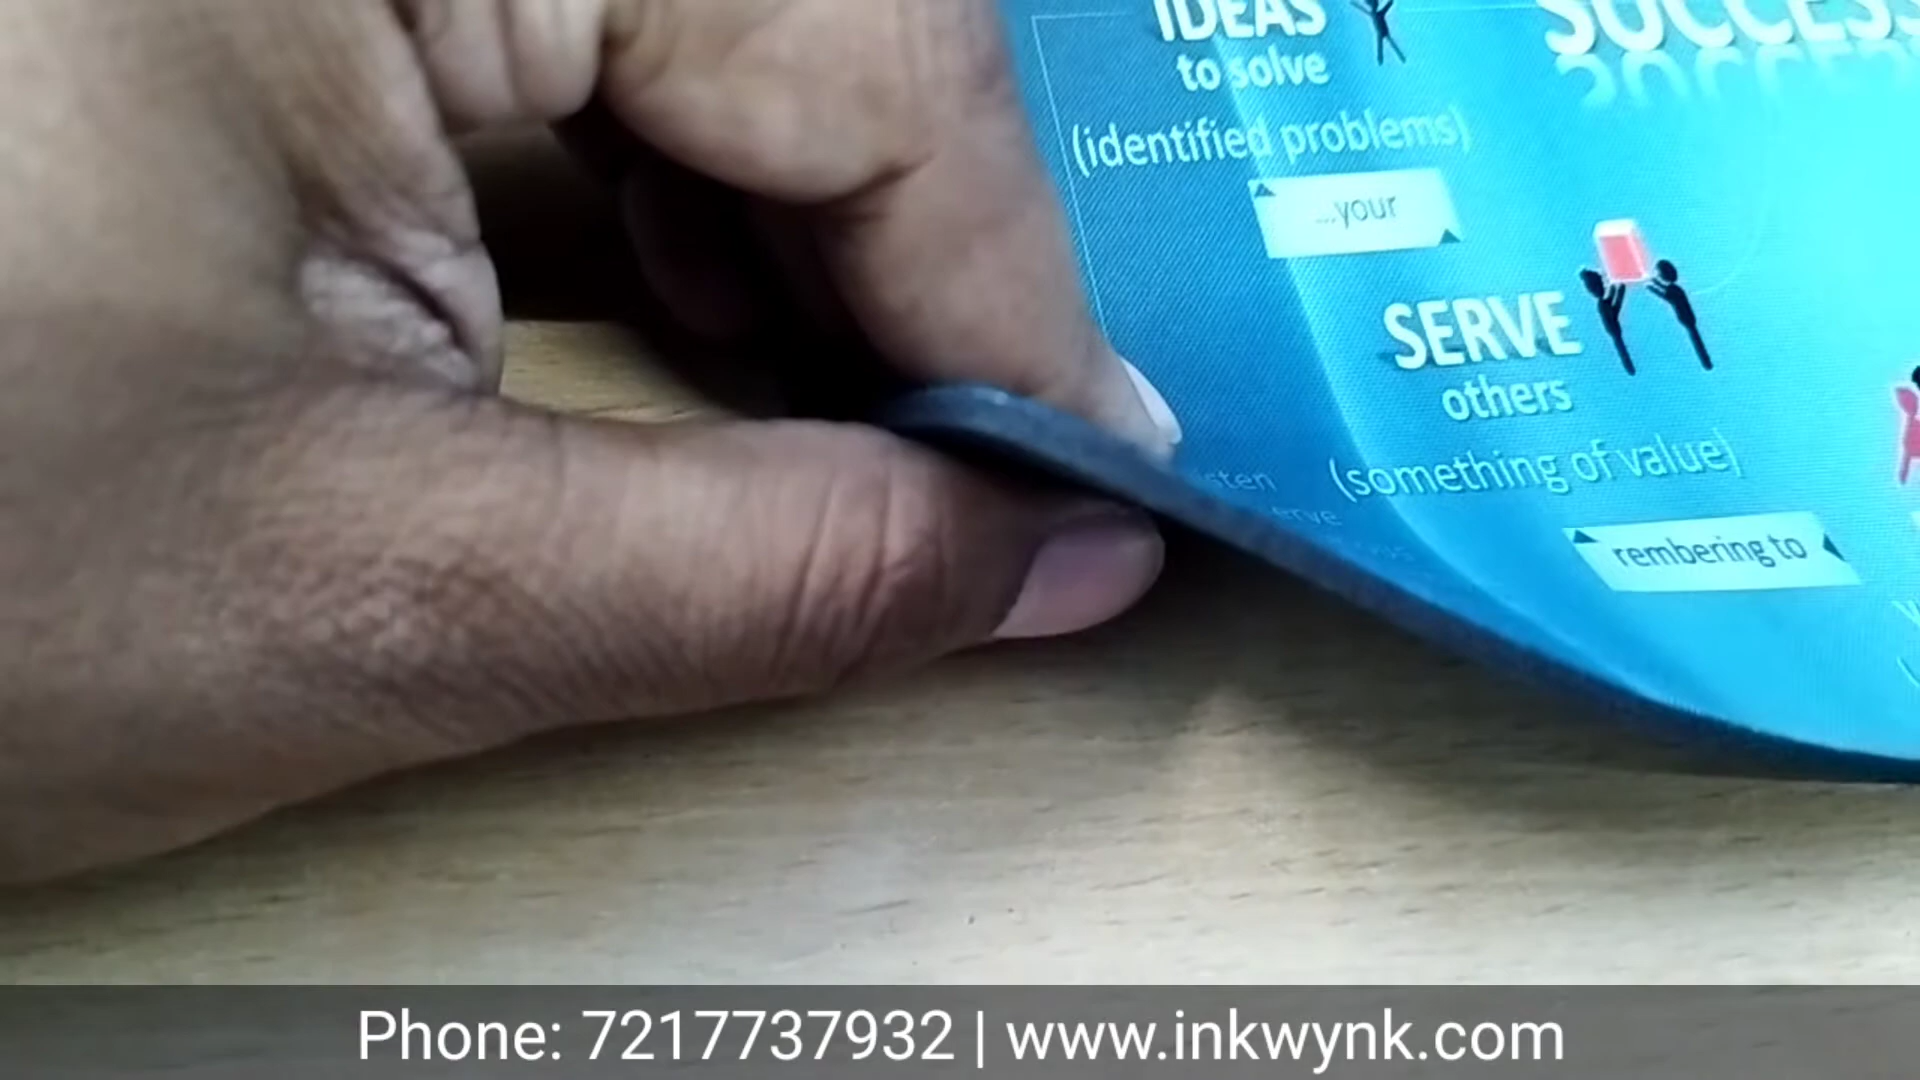 IDEAS
to solve
(identified problems)
...your
SUCCESS
SERVE
others
(something of value)
rembering to
Phone: 7217737932 | www.inkwynk.com